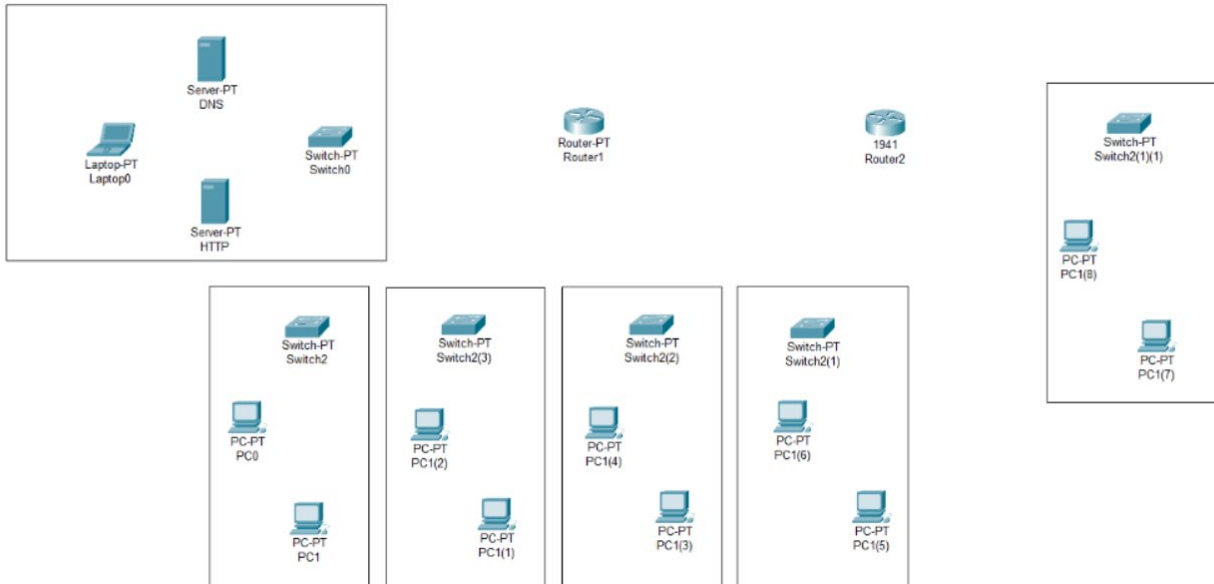 Server-PT
DNS
Laptop-PT
Laptop0
Switch-PT
Switch0
Server-PT
HTTP
Router-PT
Router1
1941
Router2
Switch-PT
Switch2(1)(1)
PC-PT
PC1(8)
PC-PT
PC1(7)
Switch-PT
Switch2
PC-PT
PC0
PC-PT
PC1
Switch-PT
Switch2(3)
PC-PT
PC1(2)
PC-PT
PC1(1)
Switch-PT
Switch2(2)
PC-PT
PC1(4)
PC-PT
PC1(3)
Switch-PT
Switch2(1)
PC-PT
PC1(6)
PC-PT
PC1(5)